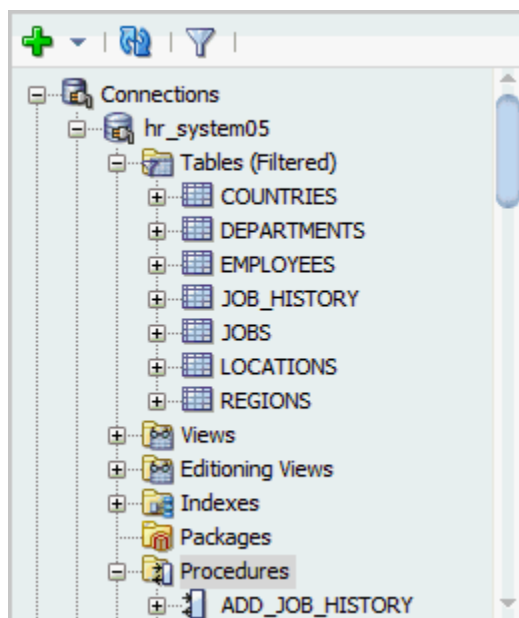 Connections
hr_system05
Tables (Filtered)
COUNTRIES
DEPARTMENTS
EMPLOYEES
JOB_HISTORY
JOBS
LOCATIONS
REGIONS
Views
Editioning Views
Indexes
Packages
Procedures
ADD_JOB_HISTORY